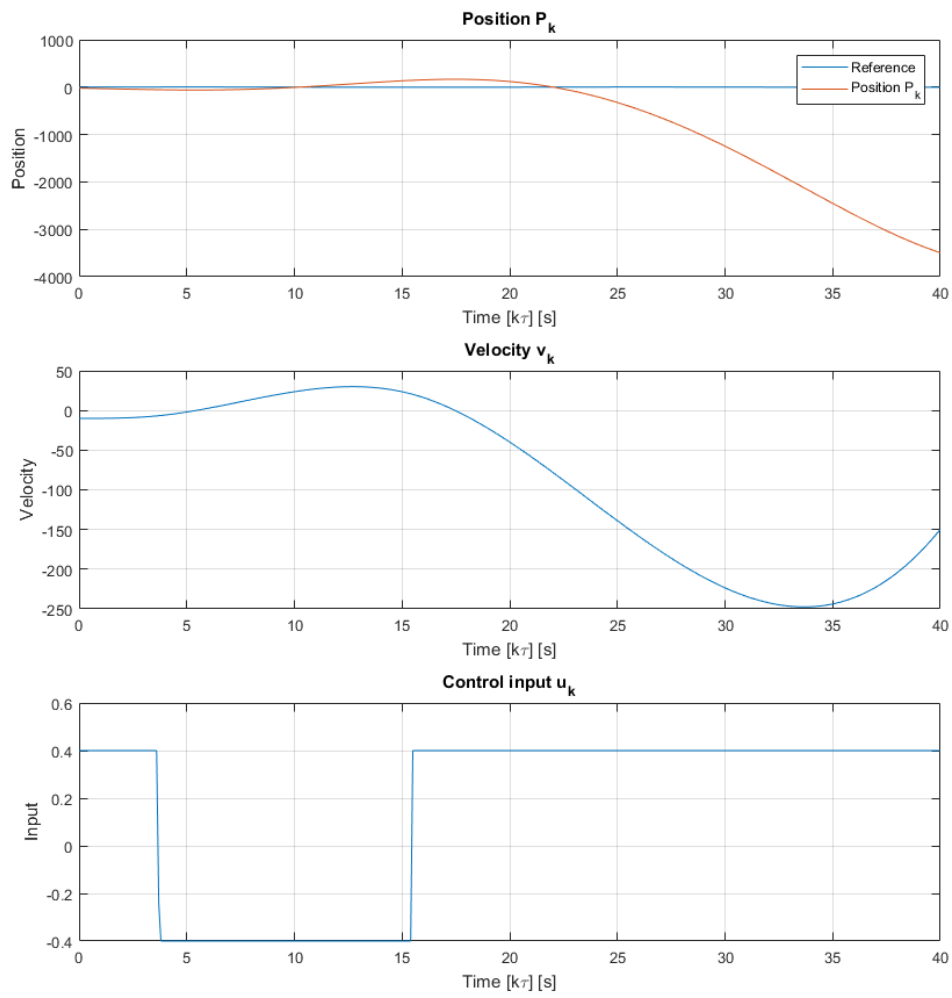 Position P_k
1000
0
-1000
-2000
-3000
-4000
Position
Reference
Position P_k
0 5 10 15 20 25 30 35 40
Time [kτ] [s]
Velocity v_k
50
0
-50
-100
-150
-200
-250
Velocity
0 5 10 15 20 25 30 35 40
Time [kτ] [s]
Control input u_k
0.6
0.4
0.2
0
-0.2
-0.4
Input
0 5 10 15 20 25 30 35 40
Time [kτ] [s]